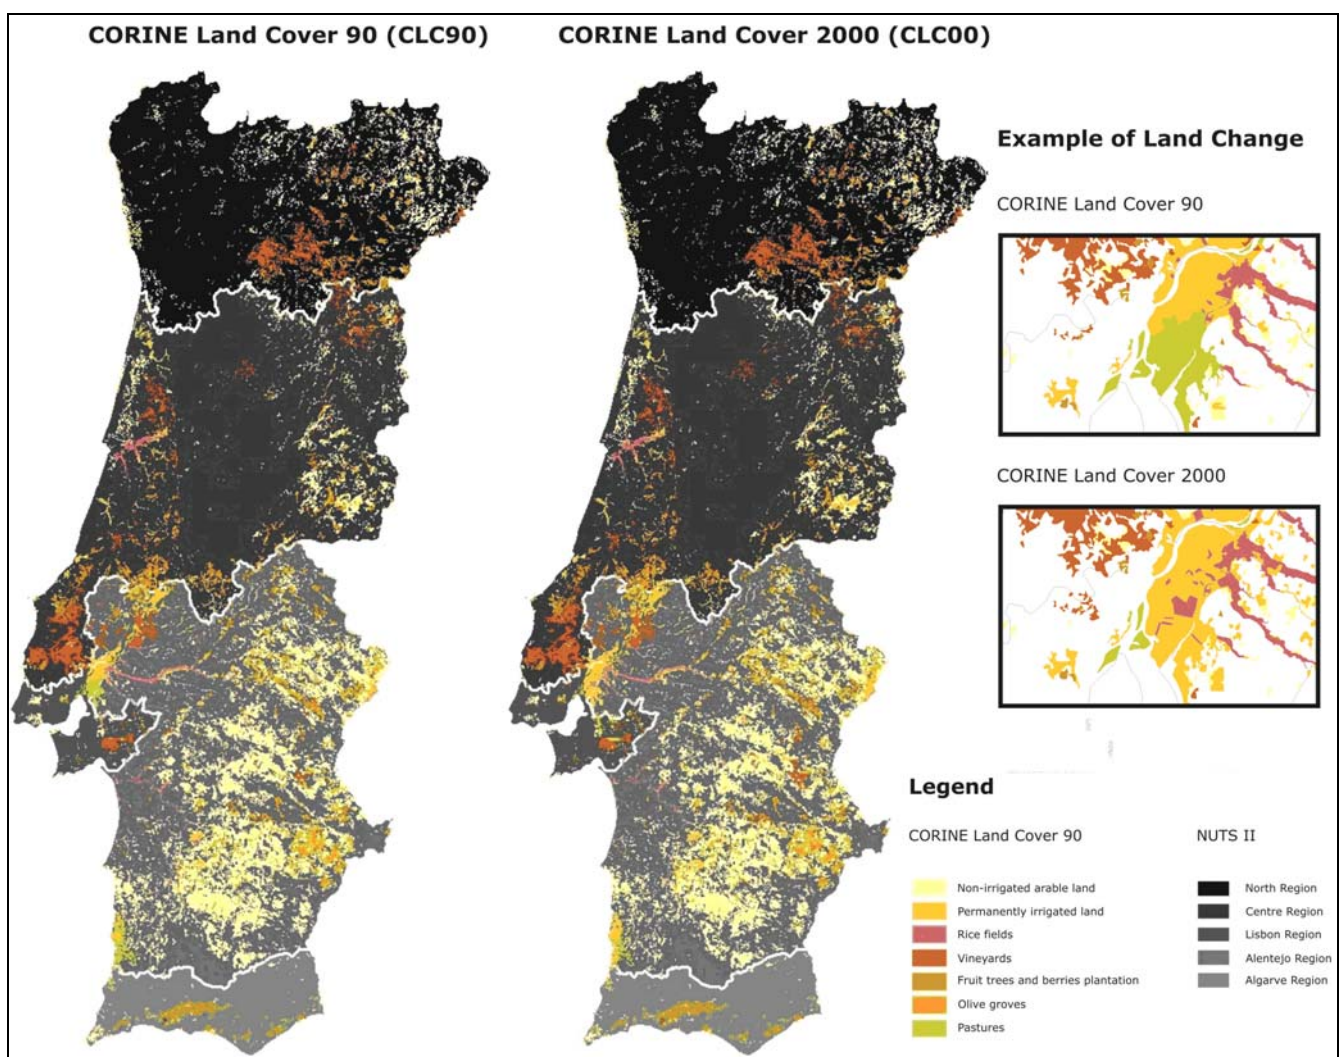 CORINE Land Cover 90 (CLC90)
CORINE Land Cover 2000 (CLC00)
Example of Land Change
CORINE Land Cover 90
CORINE Land Cover 2000
Legend
CORINE Land Cover 90
Non-irrigated arable land
Permanently irrigated land
Rice fields
Vineyards
Fruit trees and berries plantation
Olive groves
Pastures
NUTS II
North Region
Centre Region
Lisbon Region
Alentejo Region
Algarve Region